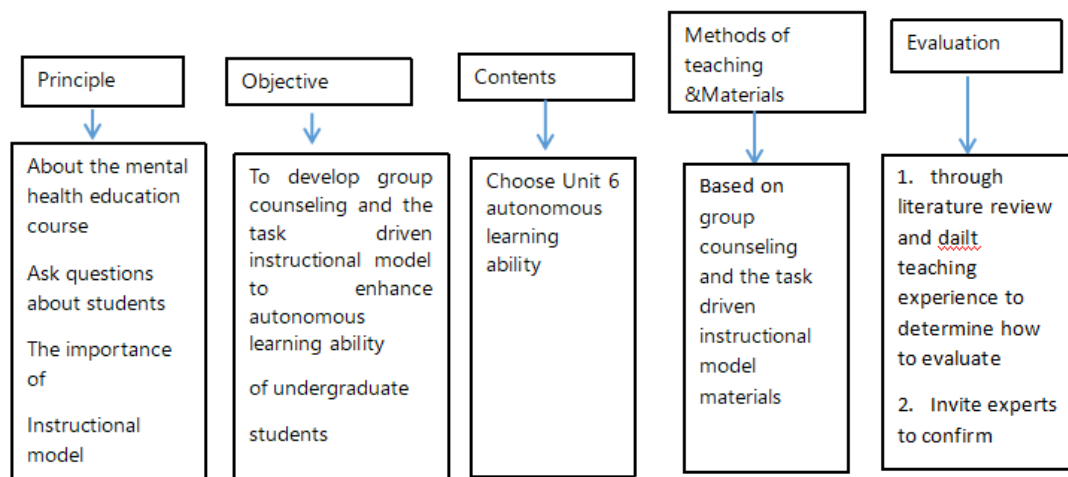 Principle
About the mental
health education
course
Ask questions
about students
The importance
of
Instructional
model
Objective
To develop group
counseling and the
task driven
instructional model
to enhance
autonomous
learning ability
of undergraduate
students
Contents
Choose Unit 6
autonomous
learning
ability
Methods of
teaching
&Materials
Based on
group
counseling
and the task
driven
instructional
model
materials
Evaluation
1. through
literature review
and dailt
teaching
experience to
determine how
to evaluate
2. Invite experts
to confirm